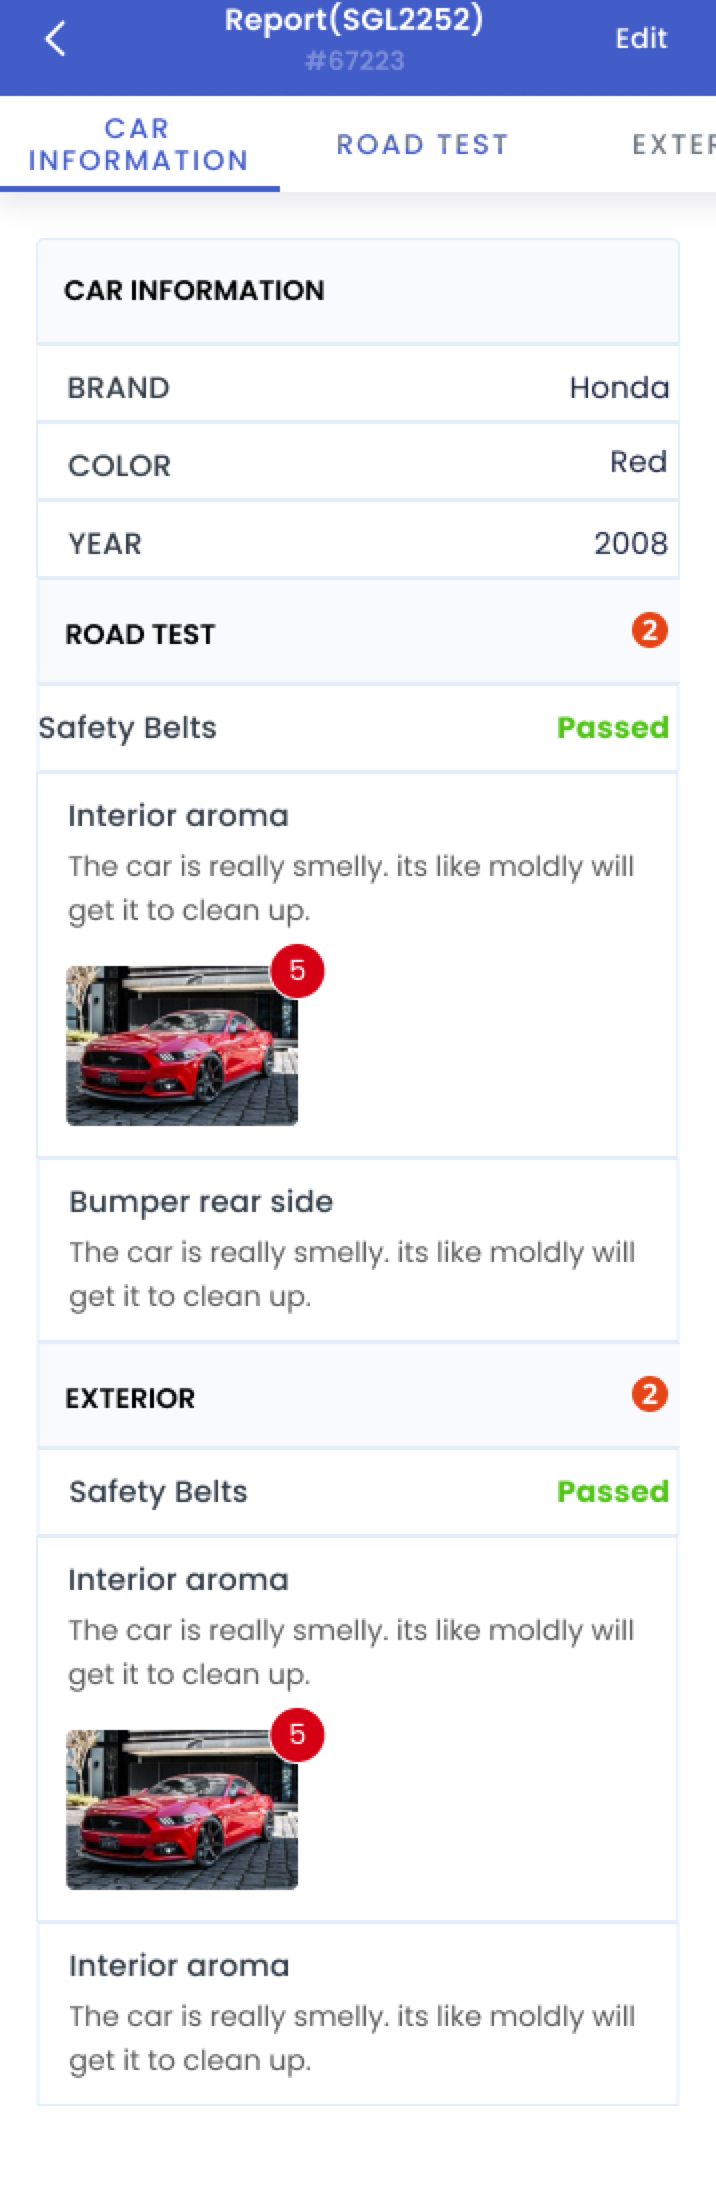 Report(SGL2252)
#67223
Edit
CAR
INFORMATION
ROAD TEST
EXTER
CAR INFORMATION
BRAND
Honda
COLOR
Red
YEAR
2008
ROAD TEST
2
Safety Belts
Passed
Interior aroma
The car is really smelly. its like moldly will
get it to clean up.
5
Bumper rear side
The car is really smelly. its like moldly will
get it to clean up.
EXTERIOR
2
Safety Belts
Passed
Interior aroma
The car is really smelly. its like moldly will
get it to clean up.
5
Interior aroma
The car is really smelly. its like moldly will
get it to clean up.